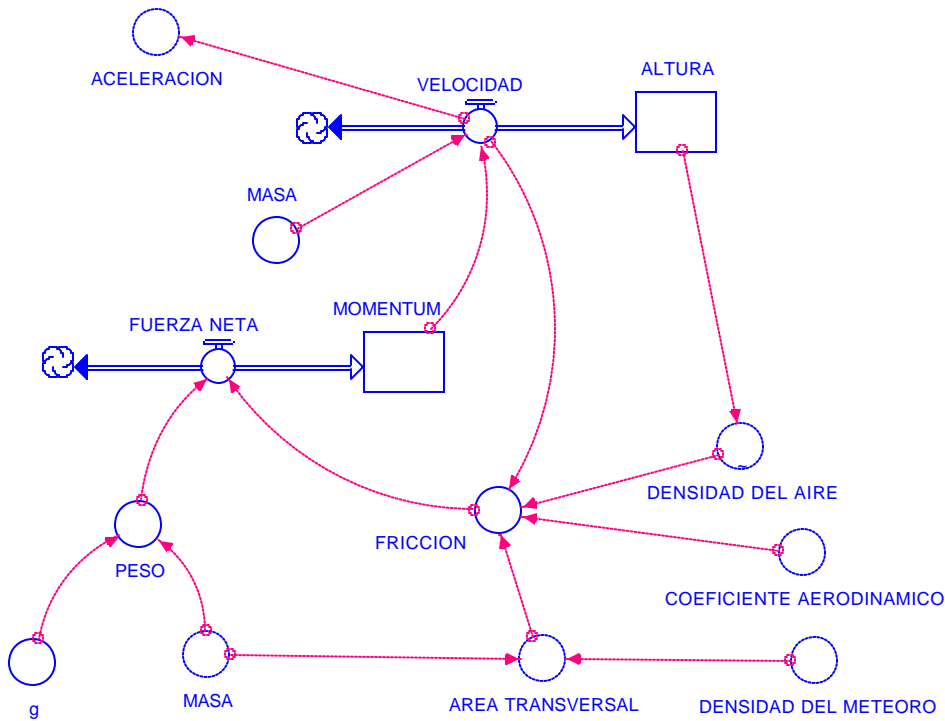 ALTURA
ACELERACION
VELOCIDAD
MASA
MOMENTUM
FUERZA NETA
DENSIDAD DEL AIRE
FRICCION
PESO
COEFICIENTE AERODINAMICO
MASA
AREA TRANSVERSAL
DENSIDAD DEL METEORO
g